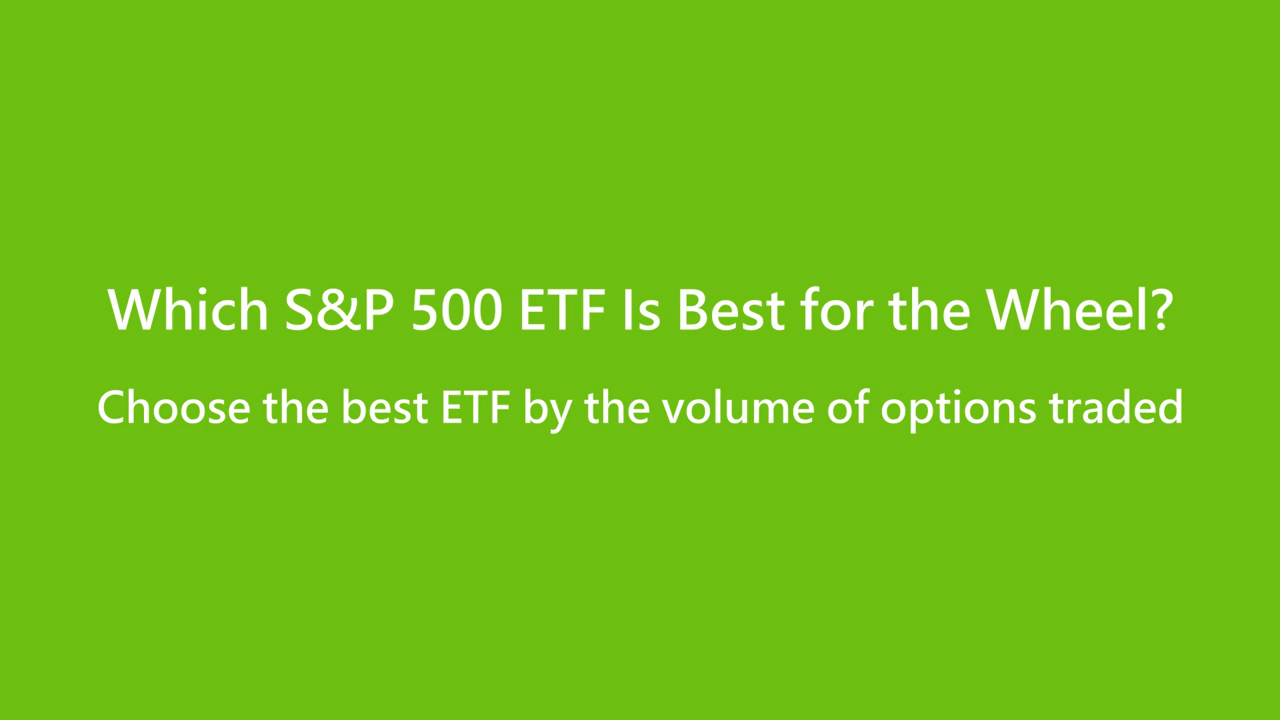 Which S&P 500 ETF Is Best for the Wheel?
Choose the best ETF by the volume of options traded